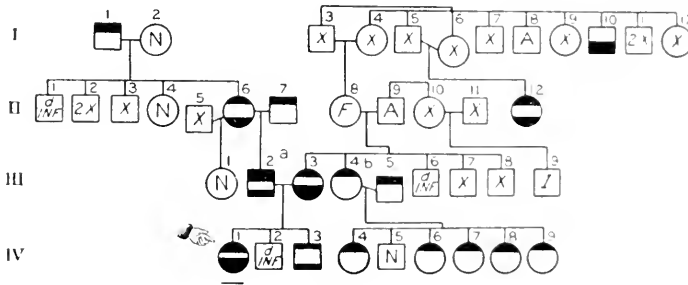 1 2 3 4 5 6 7 8 9 10 11 12
I N X X X X X A X 2X X
1 2 3 4 5 6 7 8 9 10 11 12
II d INF 2X X N X F A X X
1 2 a 3 4 b 5 6 7 8 9
III N d INF X X I
1 2 3 4 5 6 7 8 9
IV d INF N